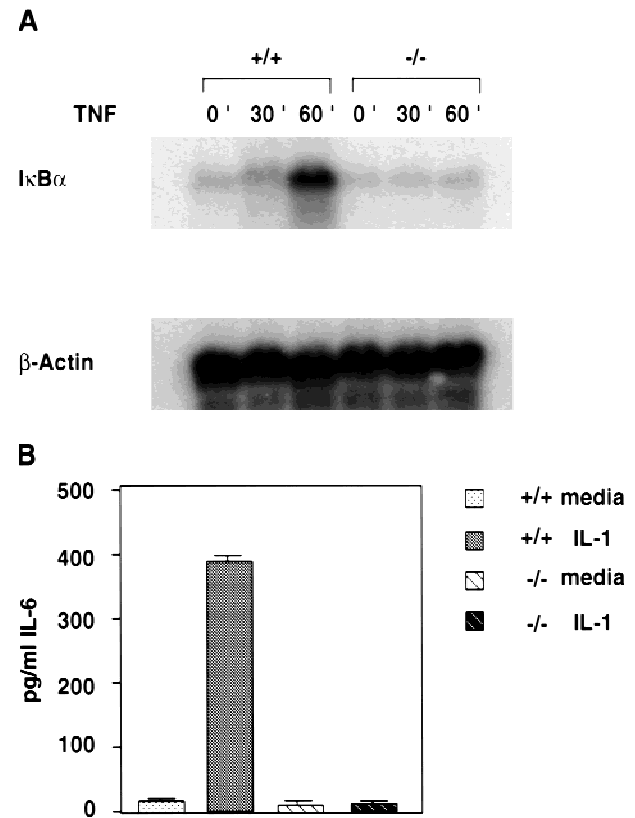 A
+/+ -/-
TNF 0 ' 30 ' 60 ' 0 ' 30 ' 60 '
IκBα
β-Actin
B
500
400
300
200
100
0
pg/ml IL-6
+/+ media
+/+ IL-1
-/- media
-/- IL-1